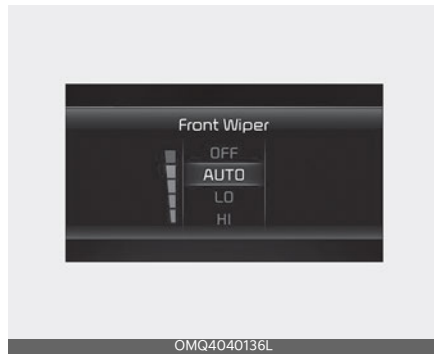 Front Wiper
OFF
AUTO
LO
HI
OMQ4040136L